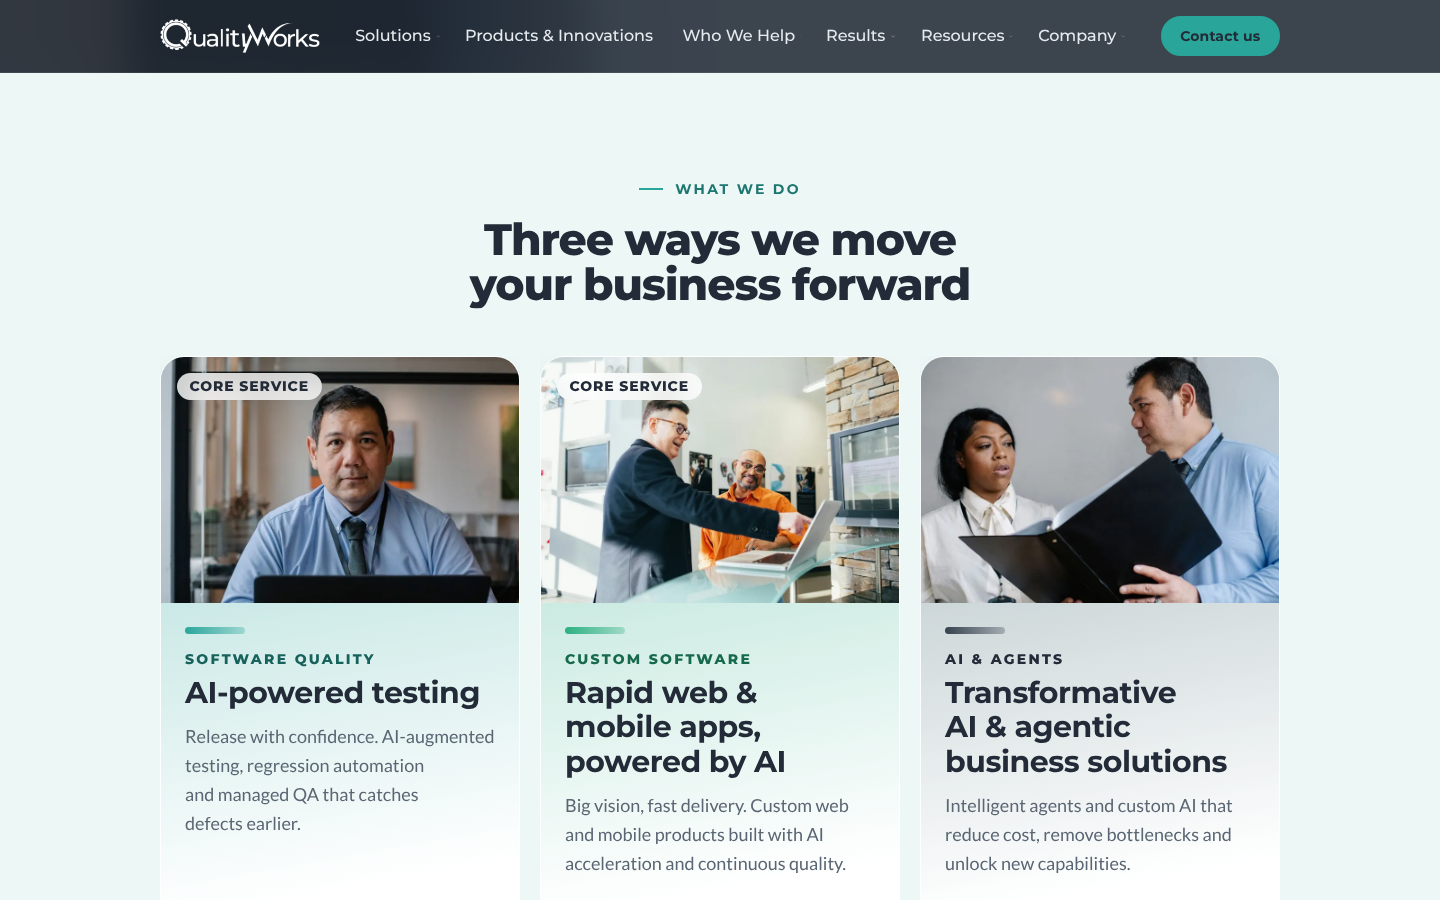 QualityWorks
Solutions
Products & Innovations
Who We Help
Results
Resources
Company
Contact us
WHAT WE DO
Three ways we move
your business forward
CORE SERVICE
SOFTWARE QUALITY
AI-powered testing
Release with confidence. AI-augmented
testing, regression automation
and managed QA that catches
defects earlier.
CORE SERVICE
CUSTOM SOFTWARE
Rapid web &
mobile apps,
powered by AI
Big vision, fast delivery. Custom web
and mobile products built with AI
acceleration and continuous quality.
AI & AGENTS
Transformative
AI & agentic
business solutions
Intelligent agents and custom AI that
reduce cost, remove bottlenecks and
unlock new capabilities.